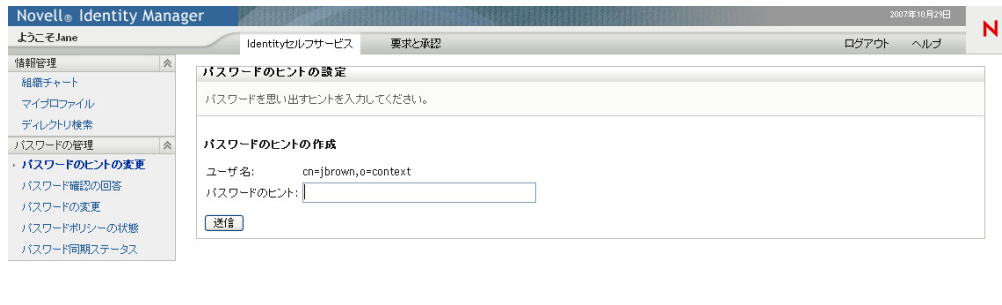 Novell® Identity Manager
2007年10月29日
N
ようこそJane
Identityセルフサービス
要求と承認
ログアウト
ヘルプ
情報管理
組織チャート
マイプロファイル
ディレクトリ検索
パスワードの管理
パスワードのヒントの変更
パスワード確認の回答
パスワードの変更
パスワードポリシーの状態
パスワード同期ステータス
パスワードのヒントの設定
パスワードを思い出すヒントを入力してください。
パスワードのヒントの作成
ユーザ名: cn=jbrown,o=context
パスワードのヒント:
送信